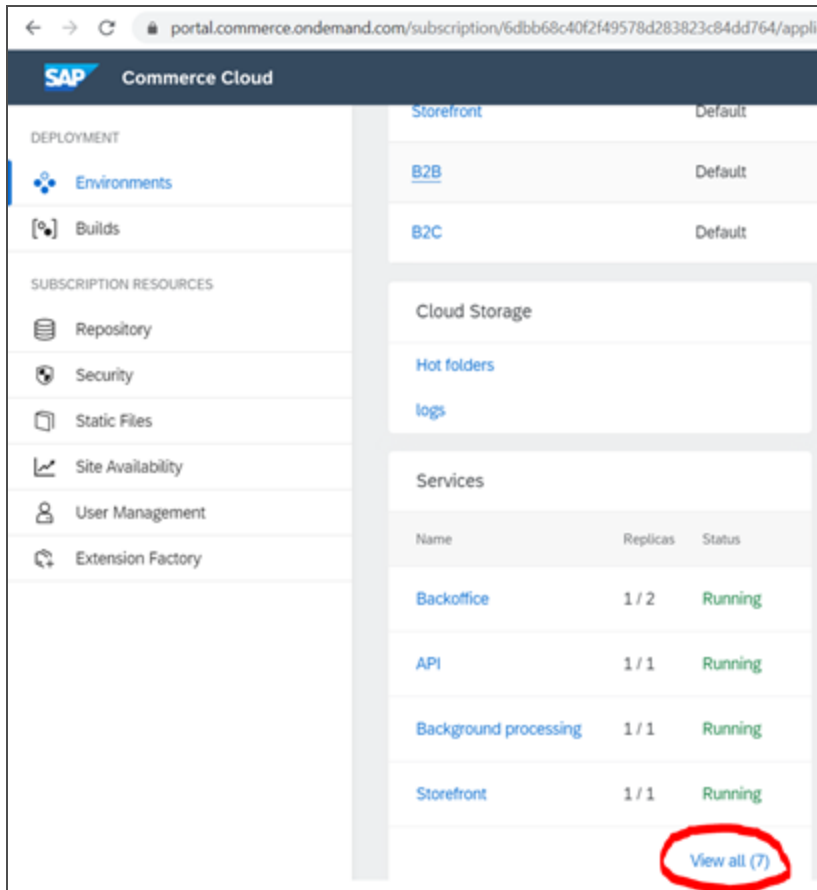 portal.commerce.ondemand.com/subscription/6dbb68c40f2f49578d283823c84dd764/appli
SAP Commerce Cloud
DEPLOYMENT
Environments
Builds
SUBSCRIPTION RESOURCES
Repository
Security
Static Files
Site Availability
User Management
Extension Factory
Storefront Default
B2B Default
B2C Default
Cloud Storage
Hot folders
logs
Services
Name Replicas Status
Backoffice 1 / 2 Running
API 1 / 1 Running
Background processing 1 / 1 Running
Storefront 1 / 1 Running
View all (7)